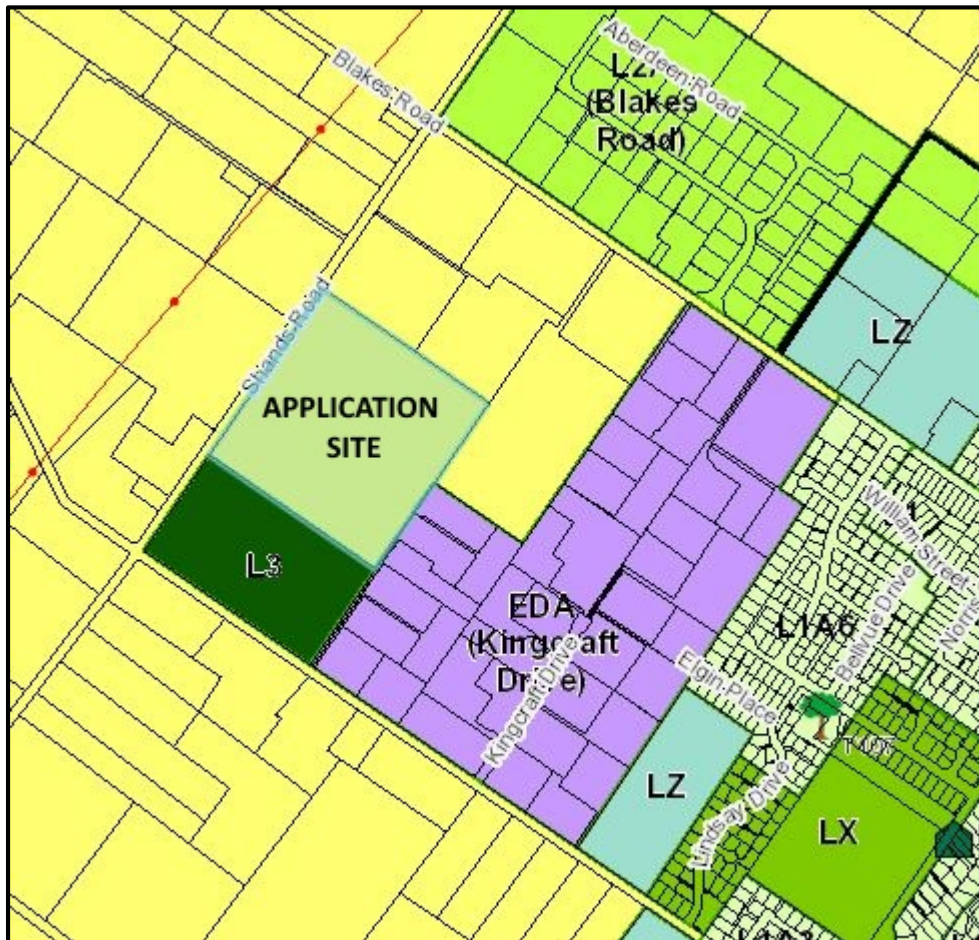 Blakes Road
Aberdeen Road
(Blakes
Road)
LZ
Shands Road
APPLICATION
SITE
William Street
L3
EDA
(Kingcraft
Drive)
Kingcraft Drive
L1A6
Bellvue Drive
Elgin Place
LZ
Lindsay Drive
LX